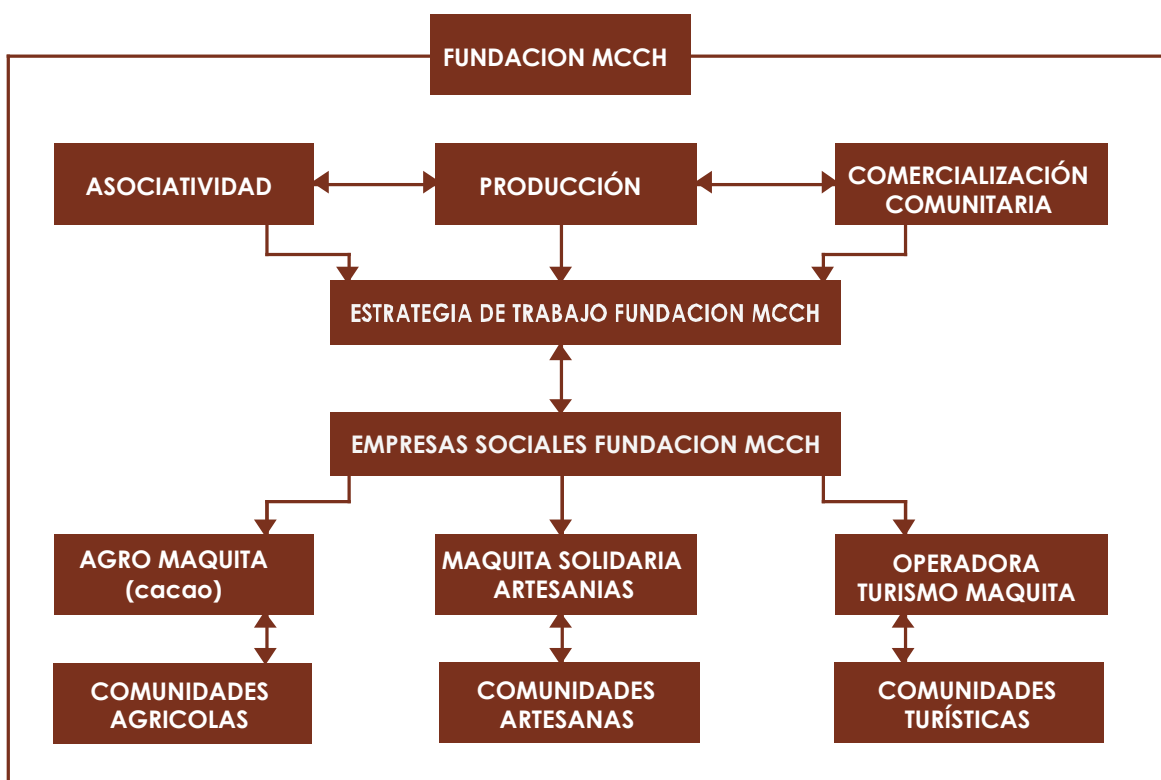 FUNDACION MCCH
ASOCIATIVIDAD
PRODUCCIÓN
COMERCIALIZACIÓN
COMUNITARIA
ESTRATEGIA DE TRABAJO FUNDACION MCCH
EMPRESAS SOCIALES FUNDACION MCCH
AGRO MAQUITA
(cacao)
MAQUITA SOLIDARIA
ARTESANIAS
OPERADORA
TURISMO MAQUITA
COMUNIDADES
AGRICOLAS
COMUNIDADES
ARTESANAS
COMUNIDADES
TURÍSTICAS